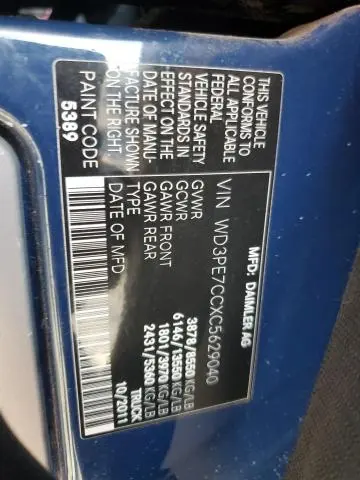 MFD: DAIMLER AG
VIN WD3PE7CCXC5629040
GVWR 3878/8550 KG/LB
GCWR 6146/13550 KG/LB
GAWR FRONT 1801/3970 KG/LB
GAWR REAR 2431/5360 KG/LB
TYPE TRUCK
DATE OF MFD 10/2011
THIS VEHICLE
CONFORMS TO
ALL APPLICABLE
FEDERAL
VEHICLE SAFETY
STANDARDS IN
EFFECT ON THE
DATE OF MANU-
FACTURE SHOWN
ON THE RIGHT
PAINT CODE
5389